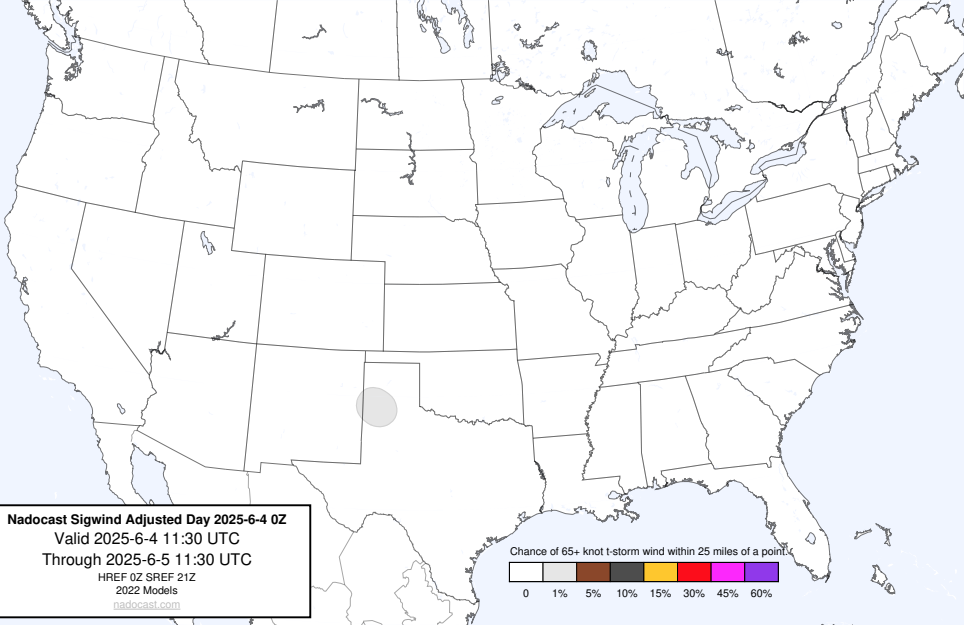 Nadocast Sigwind Adjusted Day 2025-6-4 0Z
Valid 2025-6-4 11:30 UTC
Through 2025-6-5 11:30 UTC
HREF 0Z SREF 21Z
2022 Models
nadocast.com
Chance of 65+ knot t-storm wind within 25 miles of a point.
0 1% 5% 10% 15% 30% 45% 60%